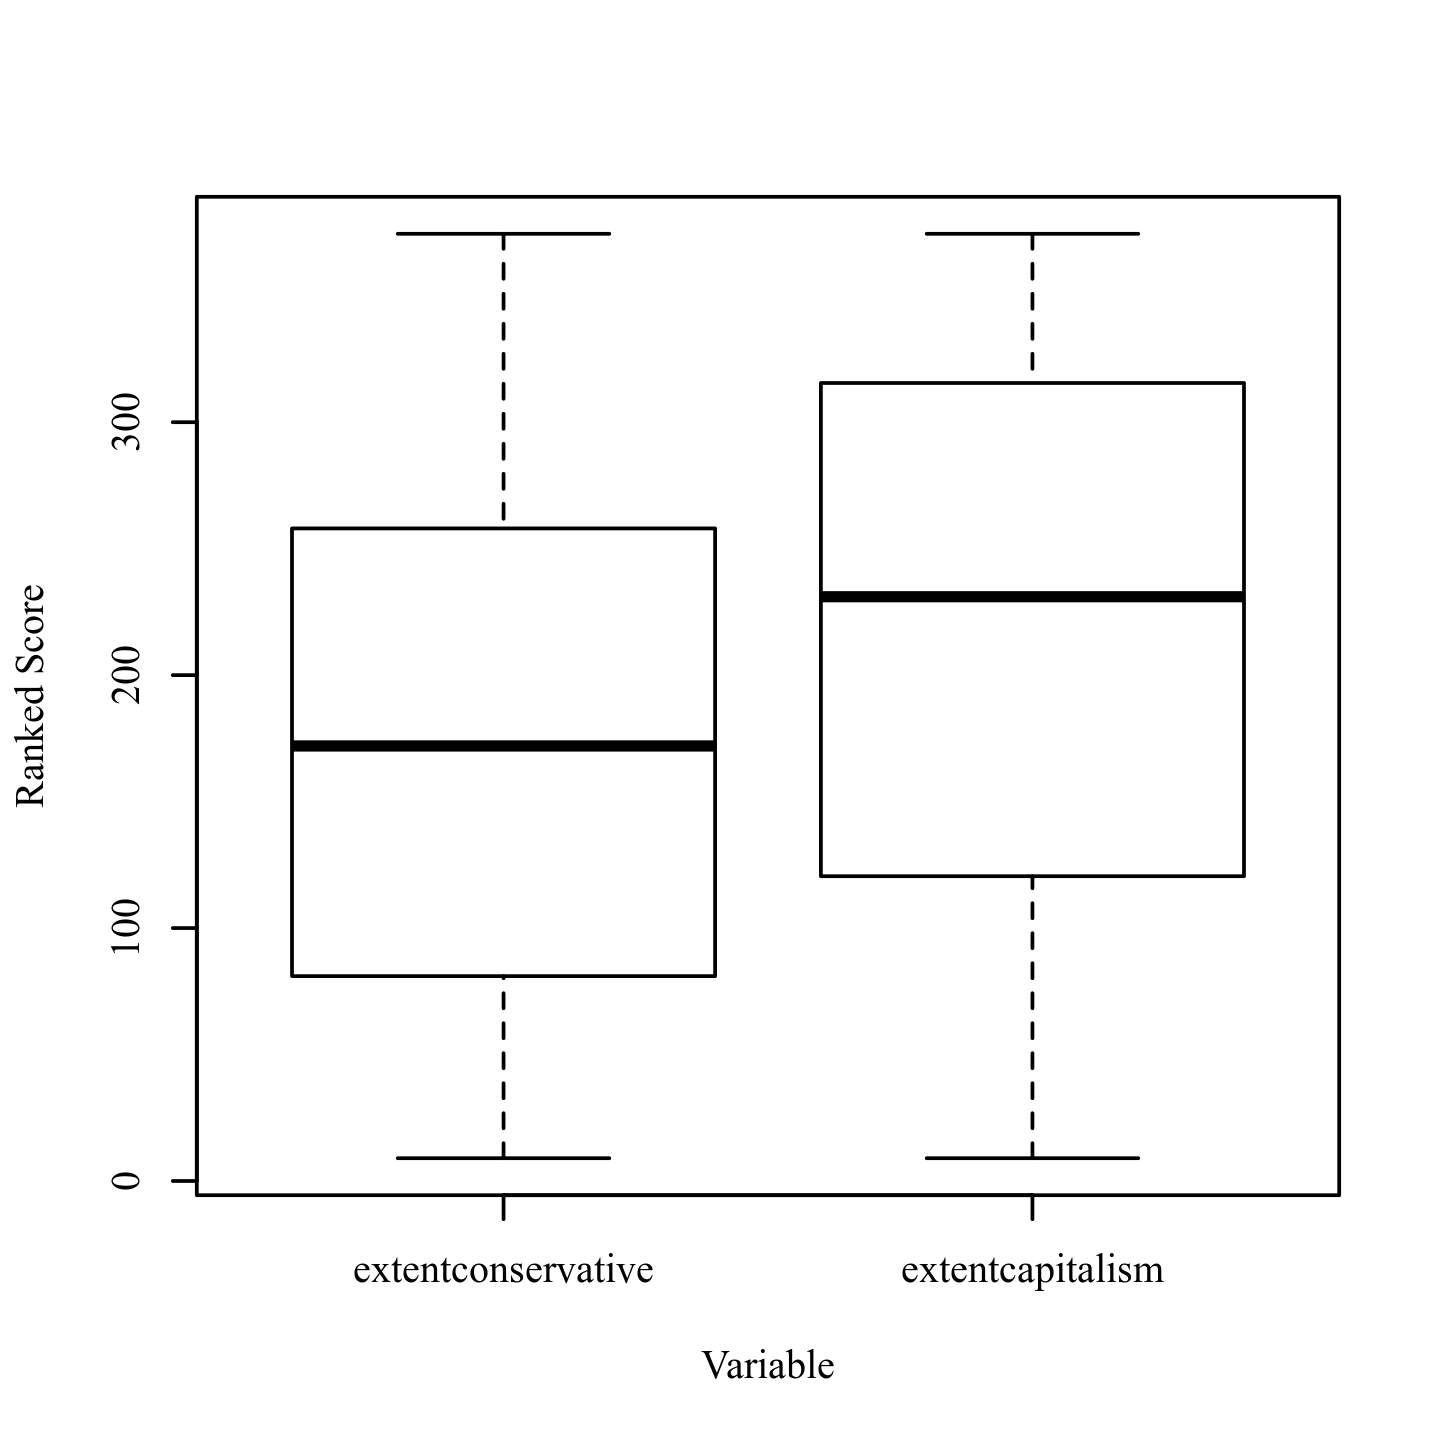 Ranked Score
300
200
100
0
extentconservative extentcapitalism
Variable